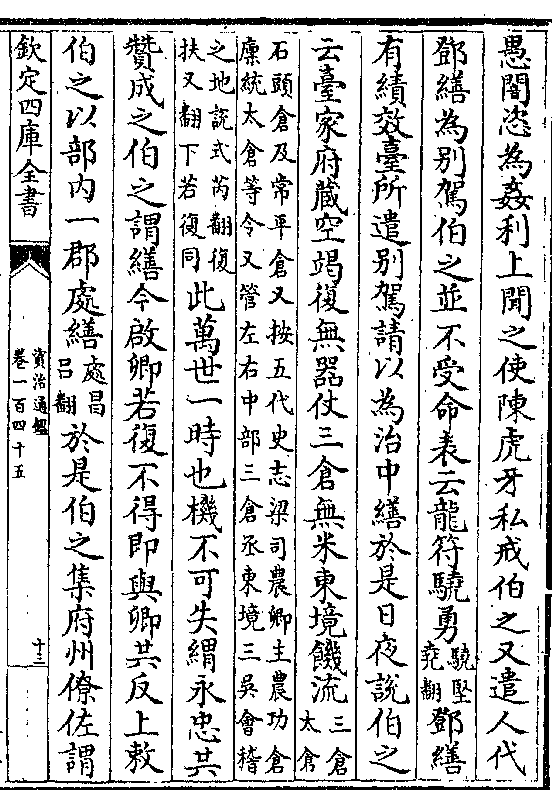 愚闇恣為姦利上聞之使陳虎牙私戒伯之又遣人代
鄧繕為别駕伯之並不受命表云龍符驍勇驍堅堯翻鄧繕
有績效臺所遣别駕請以為治中繕於是日夜說伯之
云臺家府藏空竭復無器仗三倉無米東境饑流三倉太倉
石頭倉及常平倉又按五代史志梁司農卿主農功倉
廪統太倉等令又管左右中部三倉丞東境三吳會稽
之地説式芮翻復
扶又翻下若復同此萬世一時也機不可失緭永忠共
贊成之伯之謂繕今啟卿若復不得即與卿共反上敕
伯之以部内一郡處繕處昌吕翻於是伯之集府州僚佐謂
欽定四庫全書
資治通鑑
卷一百四十五
十三